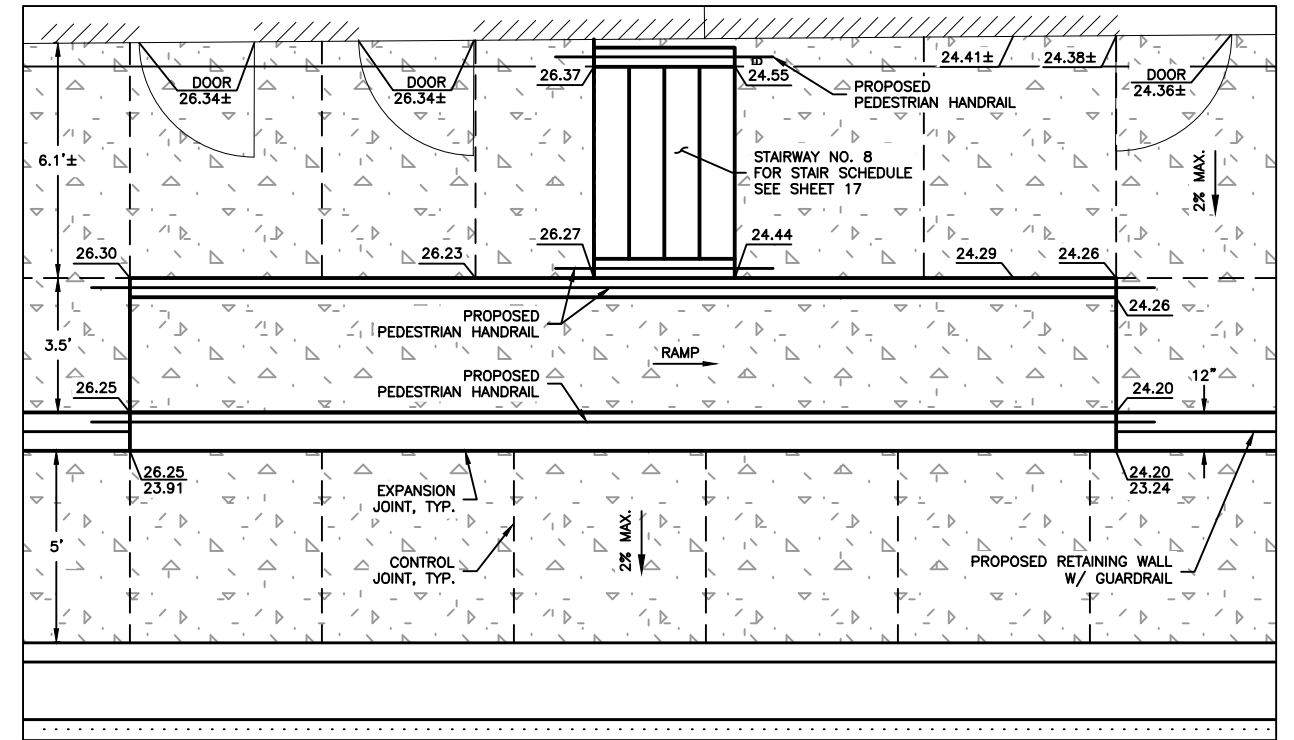 24.41±
24.38±
DOOR
26.34±
DOOR
26.34±
26.37
24.55
DOOR
24.36±
PROPOSED
PEDESTRIAN HANDRAIL
6.1'±
STAIRWAY NO. 8
FOR STAIR SCHEDULE
SEE SHEET 17
2% MAX.
26.30
26.23
26.27
24.44
24.29
24.26
24.26
PROPOSED
PEDESTRIAN HANDRAIL
3.5'
RAMP
PROPOSED
PEDESTRIAN HANDRAIL
26.25
24.20
12"
26.25
23.91
24.20
23.24
EXPANSION
JOINT, TYP.
5'
2% MAX.
CONTROL
JOINT, TYP.
PROPOSED RETAINING WALL
W/ GUARDRAIL